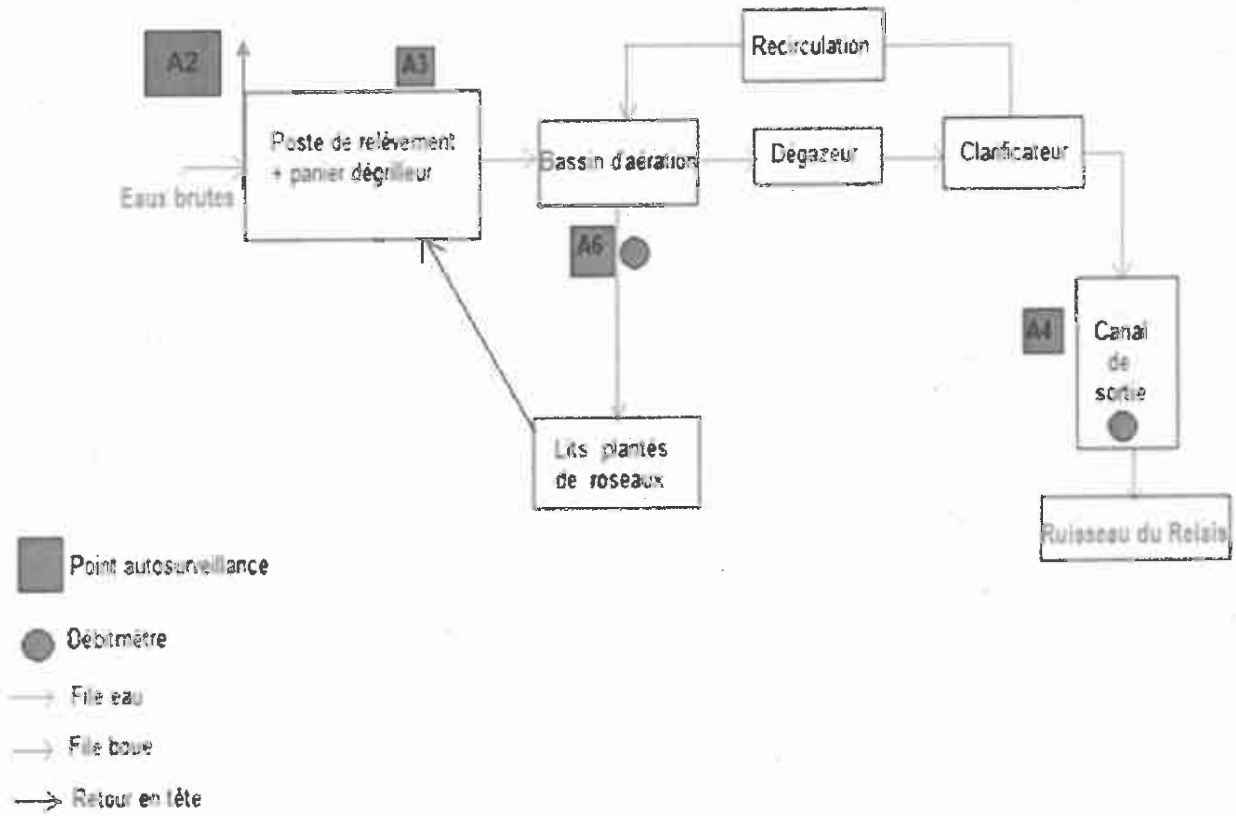 A2
A3
Recirculation
Poste de relèvement
+ panier dégrilleur
Eaux brutes
Bassin d'aération
Dégazeur
Clarificateur
A6
A4
Canal
de
sortie
Lits plantés
de roseaux
Ruisseau du Relais
Point autosurveillance
Débitmètre
File eau
File boue
Retour en tête